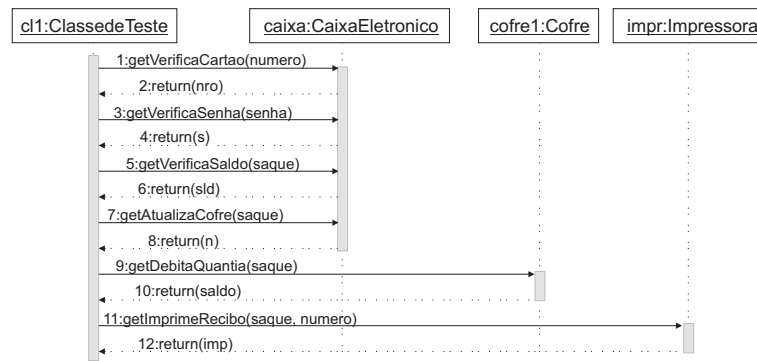 cl1:ClassedeTeste caixa:CaixaEletronico cofre1:Cofre impr:Impressora
1:getVerificaCartao(numero)
2:return(nro)
3:getVerificaSenha(senha)
4:return(s)
5:getVerificaSaldo(saque)
6:return(sld)
7:getAtualizaCofre(saque)
8:return(n)
9:getDebitaQuantia(saque)
10:return(saldo)
11:getImprimeRecibo(saque, numero)
12:return(imp)